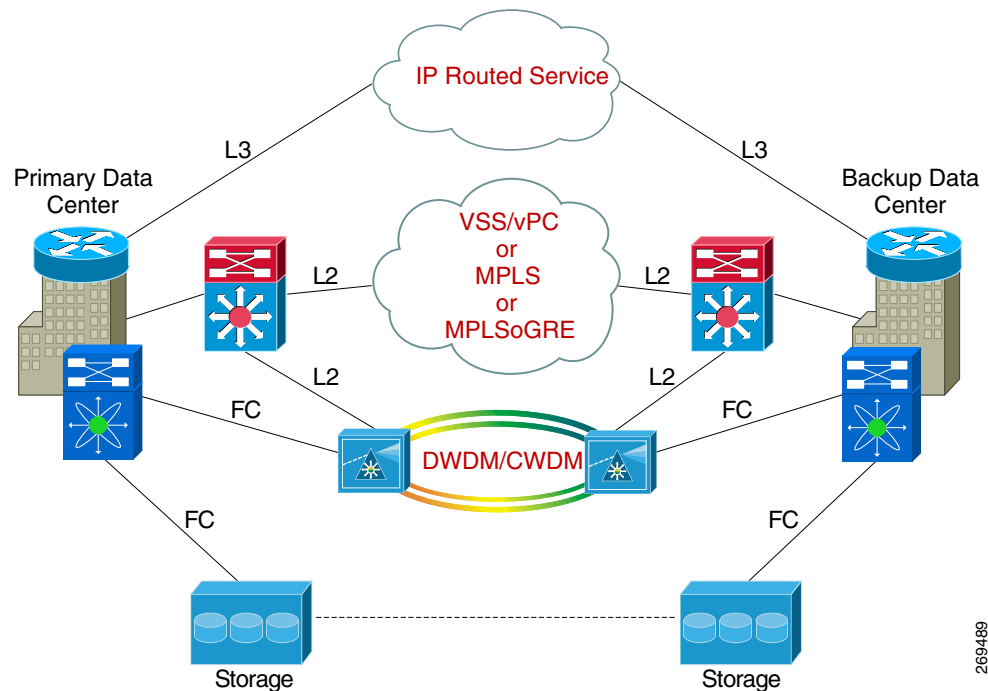 IP Routed Service
L3
L3
Primary Data
Center
Backup Data
Center
VSS/vPC
or
MPLS
or
MPLSoGRE
L2
L2
L2
L2
FC
FC
DWDM/CWDM
FC
FC
Storage
Storage
269489